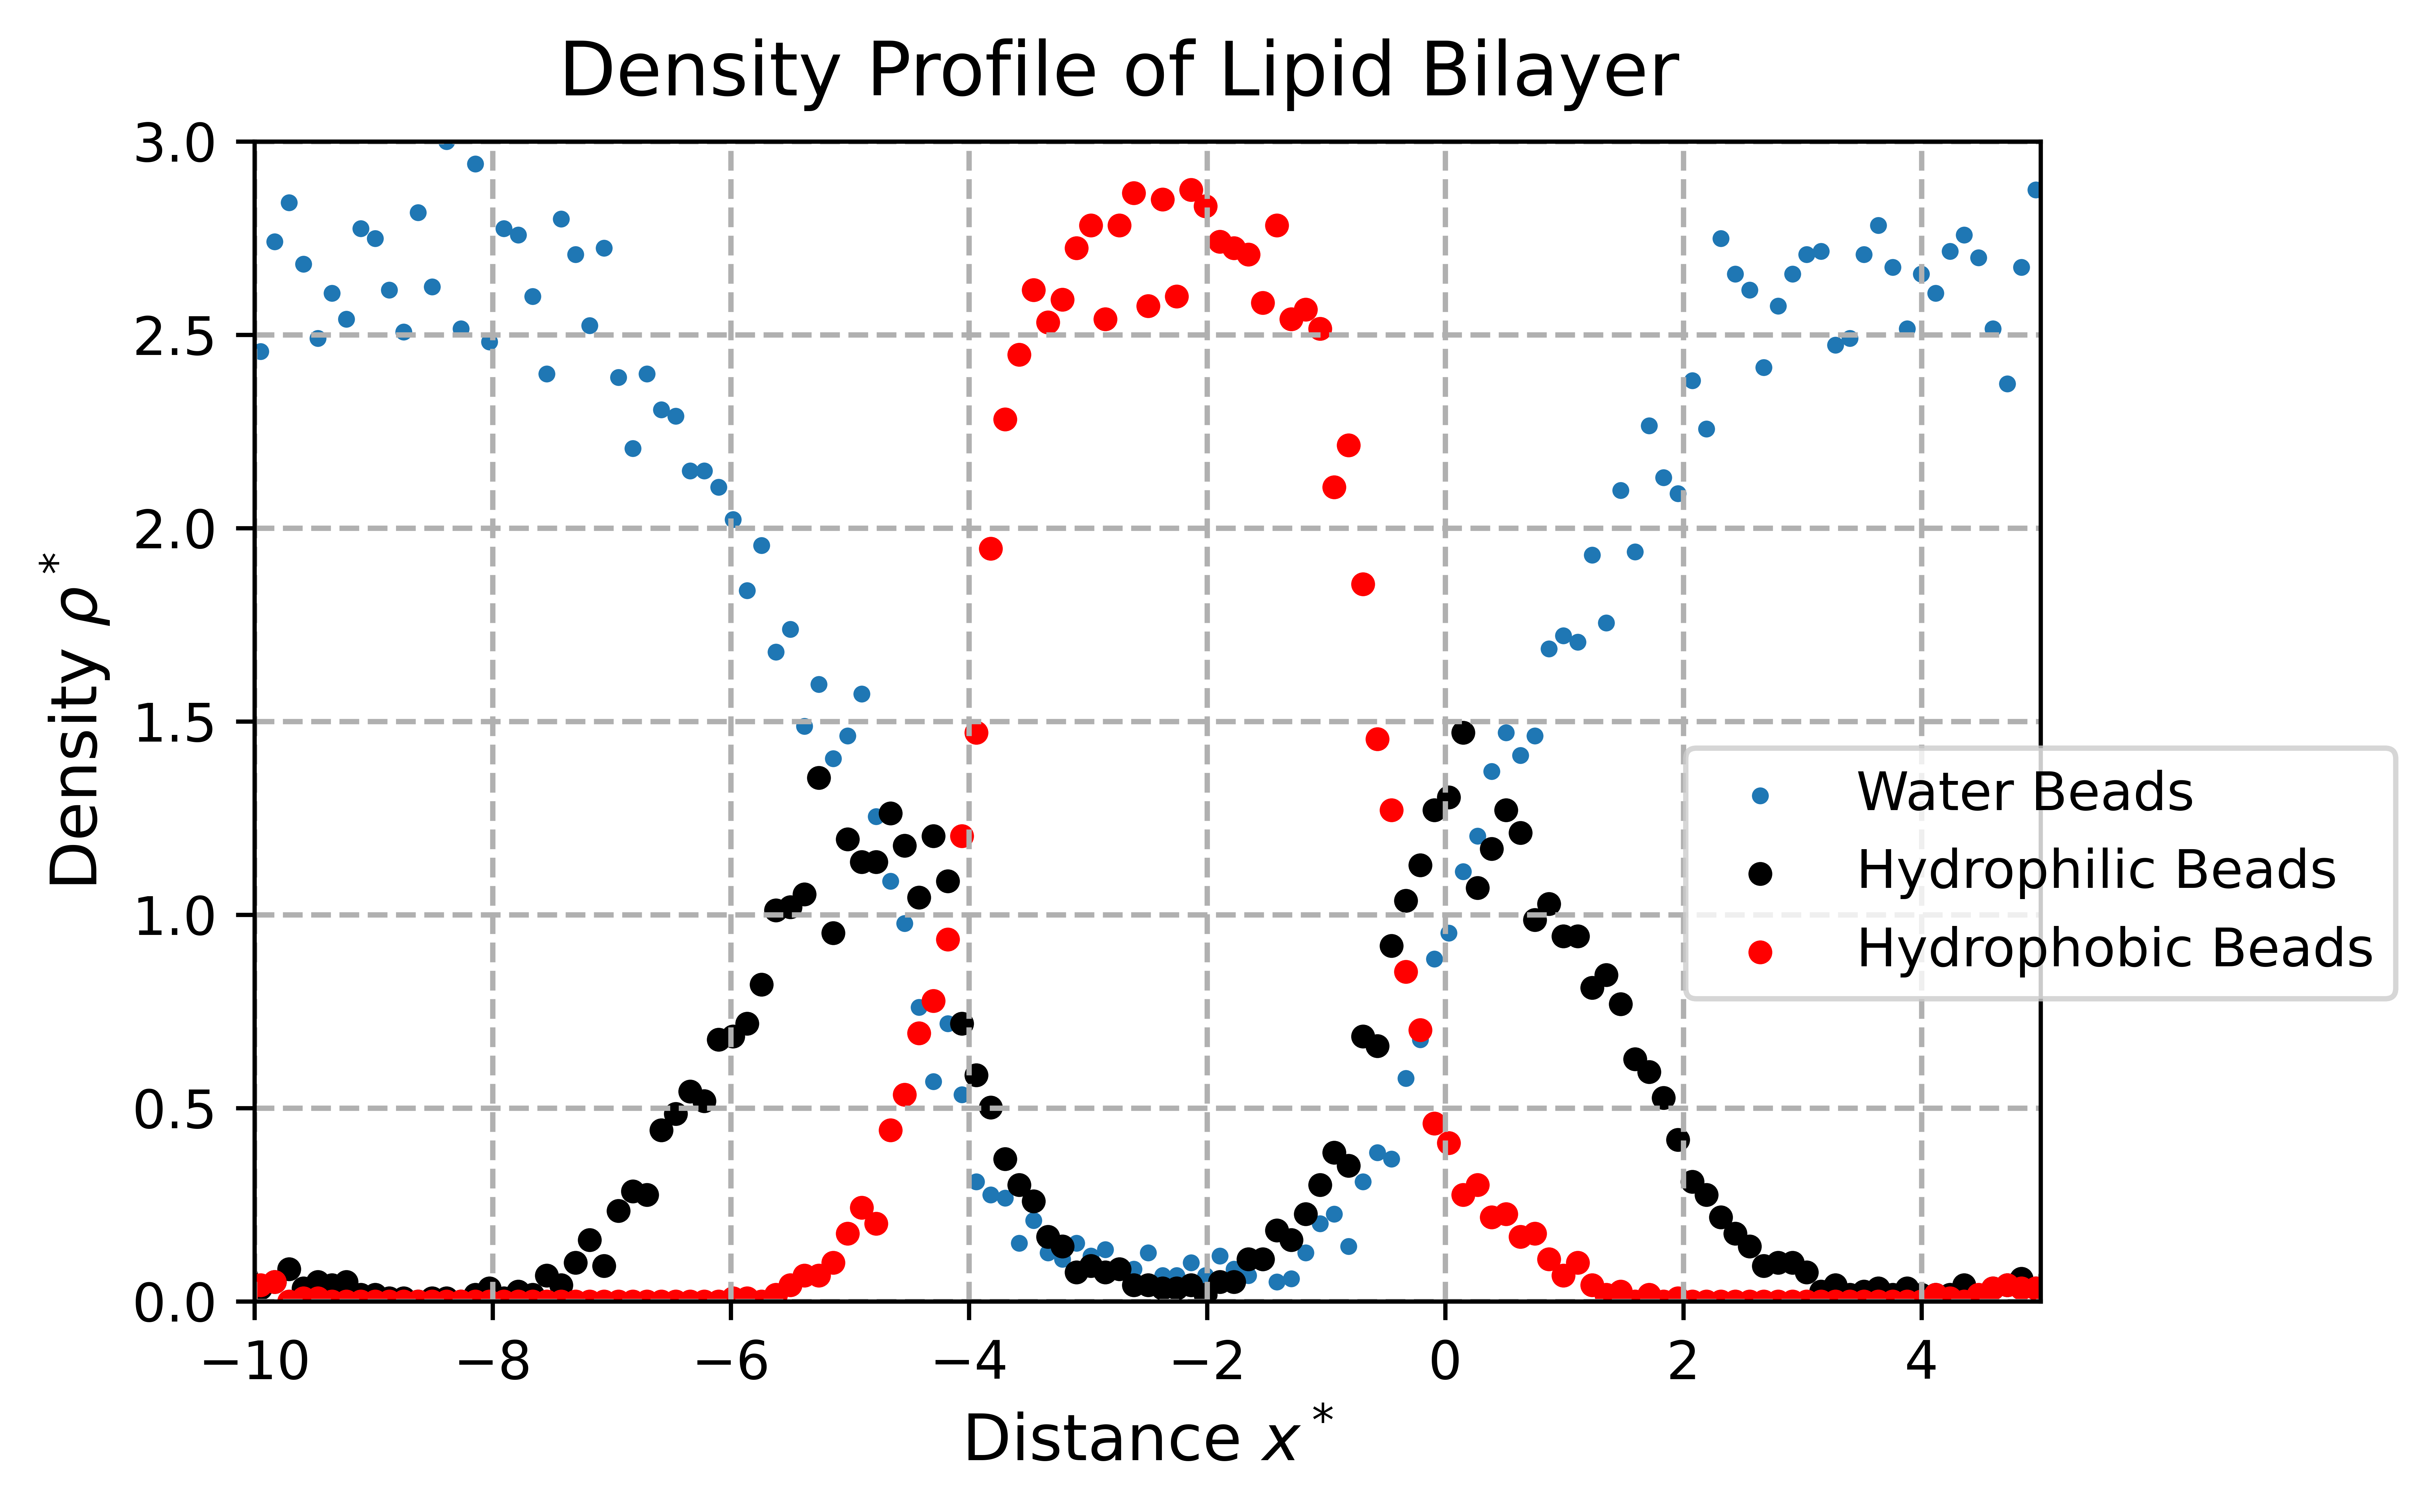 Density Profile of Lipid Bilayer
3.0
2.5
2.0
1.5
1.0
0.5
0.0
Density ρ*
Water Beads
Hydrophilic Beads
Hydrophobic Beads
−10 −8 −6 −4 −2 0 2 4
Distance x*